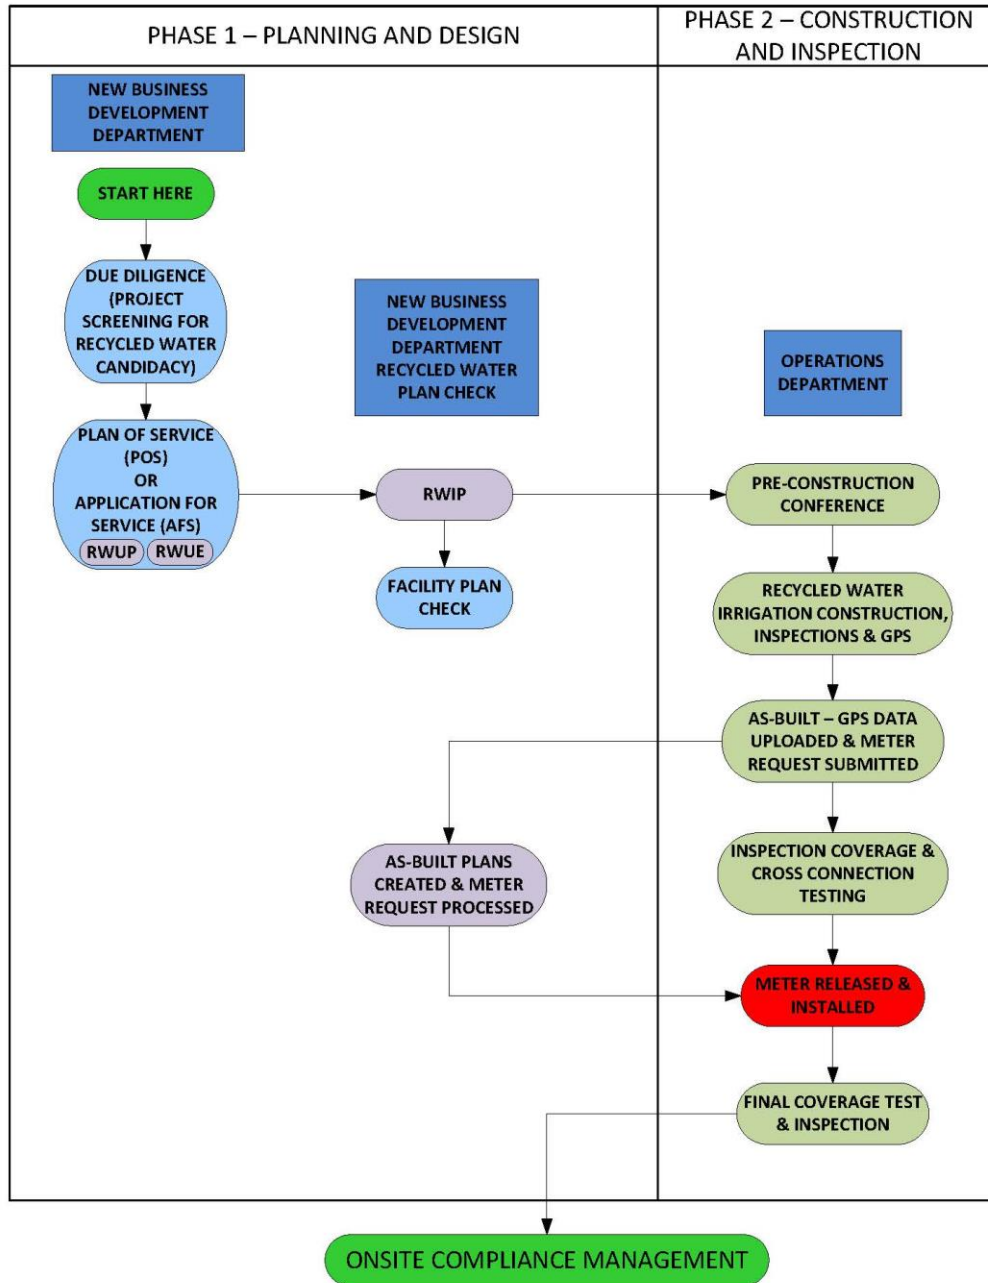 PHASE 1 – PLANNING AND DESIGN
PHASE 2 – CONSTRUCTION
AND INSPECTION
NEW BUSINESS
DEVELOPMENT
DEPARTMENT
START HERE
DUE DILIGENCE
(PROJECT
SCREENING FOR
RECYCLED WATER
CANDIDACY)
PLAN OF SERVICE
(POS)
OR
APPLICATION FOR
SERVICE (AFS)
RWUP RWUE
NEW BUSINESS
DEVELOPMENT
DEPARTMENT
RECYCLED WATER
PLAN CHECK
RWIP
FACILITY PLAN
CHECK
OPERATIONS
DEPARTMENT
PRE-CONSTRUCTION
CONFERENCE
RECYCLED WATER
IRRIGATION CONSTRUCTION,
INSPECTIONS & GPS
AS-BUILT – GPS DATA
UPLOADED & METER
REQUEST SUBMITTED
AS-BUILT PLANS
CREATED & METER
REQUEST PROCESSED
INSPECTION COVERAGE &
CROSS CONNECTION
TESTING
METER RELEASED &
INSTALLED
FINAL COVERAGE TEST
& INSPECTION
ONSITE COMPLIANCE MANAGEMENT